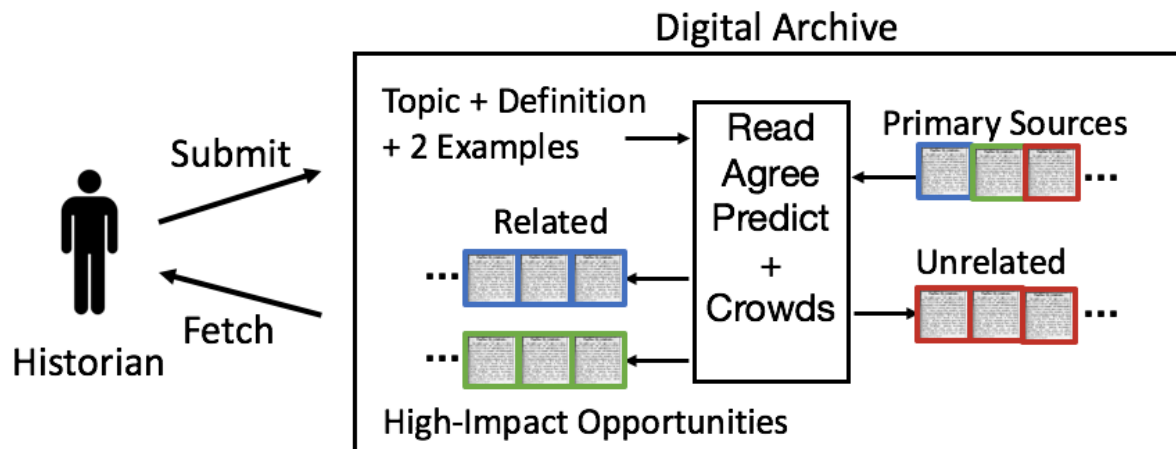 Digital Archive
Submit
Fetch
Historian
Topic + Definition
+ 2 Examples
Read
Agree
Predict
+
Crowds
Primary Sources
...
Related
...
Unrelated
...
...
High-Impact Opportunities